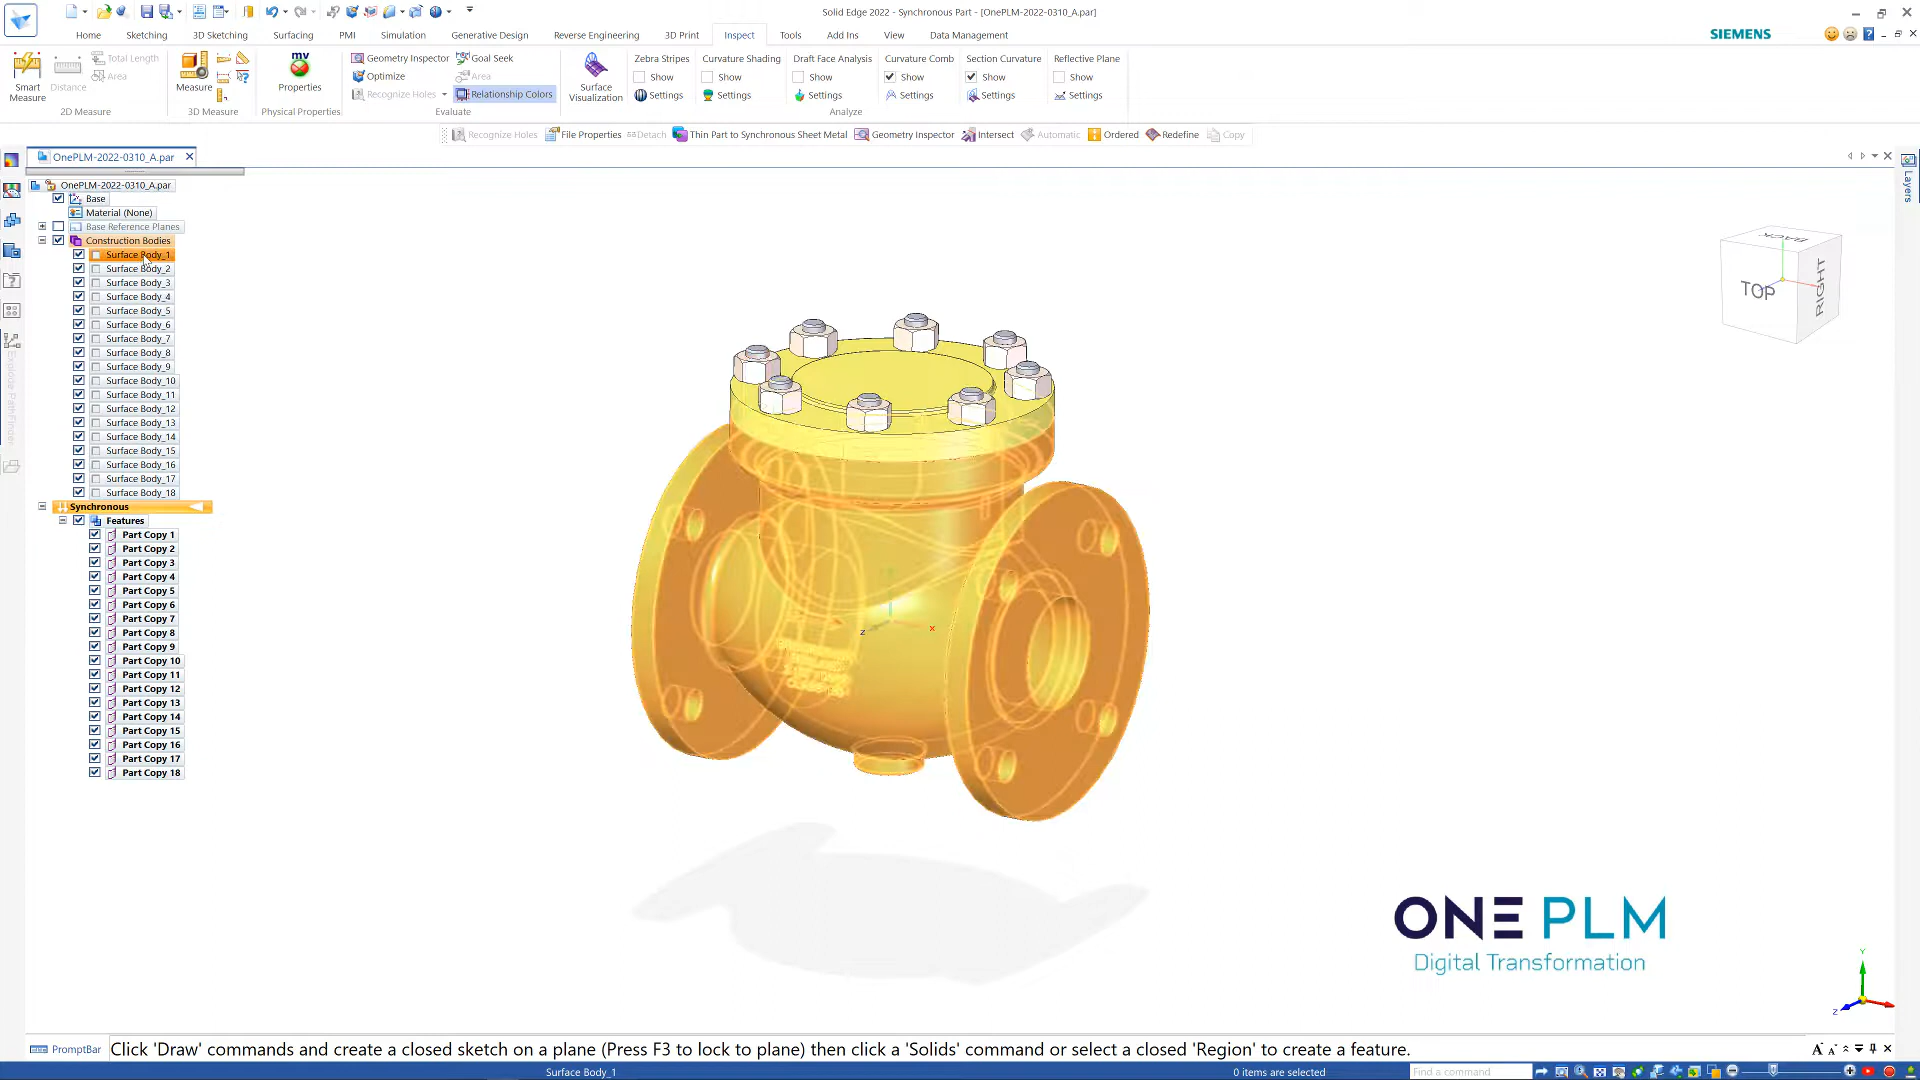 Solid Edge 2022 - Synchronous Part - [OnePLM-2022-0310_A.par]
Home Sketching 3D Sketching Surfacing PMI Simulation Generative Design Reverse Engineering 3D Print Inspect Tools Add Ins View Data Management SIEMENS
Smart Measure
Distance
Total Length
Area
2D Measure
Measure
3D Measure
Properties
Physical Properties
Geometry Inspector
Optimize
Recognize Holes
Goal Seek
Area
Relationship Colors
Evaluate
Surface Visualization
Zebra Stripes
Show
Settings
Curvature Shading
Show
Settings
Draft Face Analysis
Show
Settings
Curvature Comb
Show
Settings
Section Curvature
Show
Settings
Reflective Plane
Show
Settings
Analyze
Recognize Holes File Properties Detach Thin Part to Synchronous Sheet Metal Geometry Inspector Intersect Automatic Ordered Redefine Copy
OnePLM-2022-0310_A.par
OnePLM-2022-0310_A.par
Base
Material (None)
Base Reference Planes
Construction Bodies
Surface Body_1
Surface Body_2
Surface Body_3
Surface Body_4
Surface Body_5
Surface Body_6
Surface Body_7
Surface Body_8
Surface Body_9
Surface Body_10
Surface Body_11
Surface Body_12
Surface Body_13
Surface Body_14
Surface Body_15
Surface Body_16
Surface Body_17
Surface Body_18
Synchronous
Features
Part Copy 1
Part Copy 2
Part Copy 3
Part Copy 4
Part Copy 5
Part Copy 6
Part Copy 7
Part Copy 8
Part Copy 9
Part Copy 10
Part Copy 11
Part Copy 12
Part Copy 13
Part Copy 14
Part Copy 15
Part Copy 16
Part Copy 17
Part Copy 18
Explode PathFinder
Layers
BACK
TOP
RIGHT
z x
ONE PLM
Digital Transformation
Y
Z
PromptBar Click 'Draw' commands and create a closed sketch on a plane (Press F3 to lock to plane) then click a 'Solids' command or select a closed 'Region' to create a feature.
Surface Body_1 0 items are selected Find a command